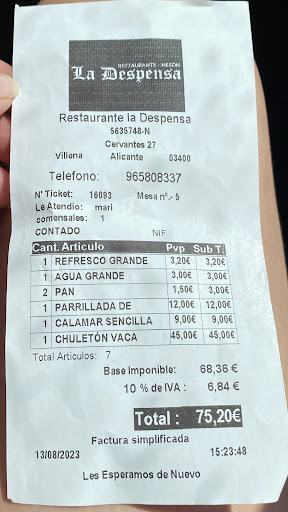 RESTAURANTE - MESÓN
La Despensa
Restaurante la Despensa
5635748-N
Cervantes 27
Villena Alicante 03400
Telefono: 965808337
Nº Ticket: 16093 Mesa nº.- 5
Le Atendio: mari
comensales: 1
CONTADO NIF
Cant. Articulo Pvp Sub T.
1 REFRESCO GRANDE 3,20€ 3,20€
1 AGUA GRANDE 3,00€ 3,00€
2 PAN 1,50€ 3,00€
1 PARRILLADA DE 12,00€ 12,00€
1 CALAMAR SENCILLA 9,00€ 9,00€
1 CHULETÓN VACA 45,00€ 45,00€
Total Articulos: 7
Base Imponible: 68,36 €
10 % de IVA : 6,84 €
Total : 75,20€
Factura simplificada
13/08/2023 15:23:48
Les Esperamos de Nuevo